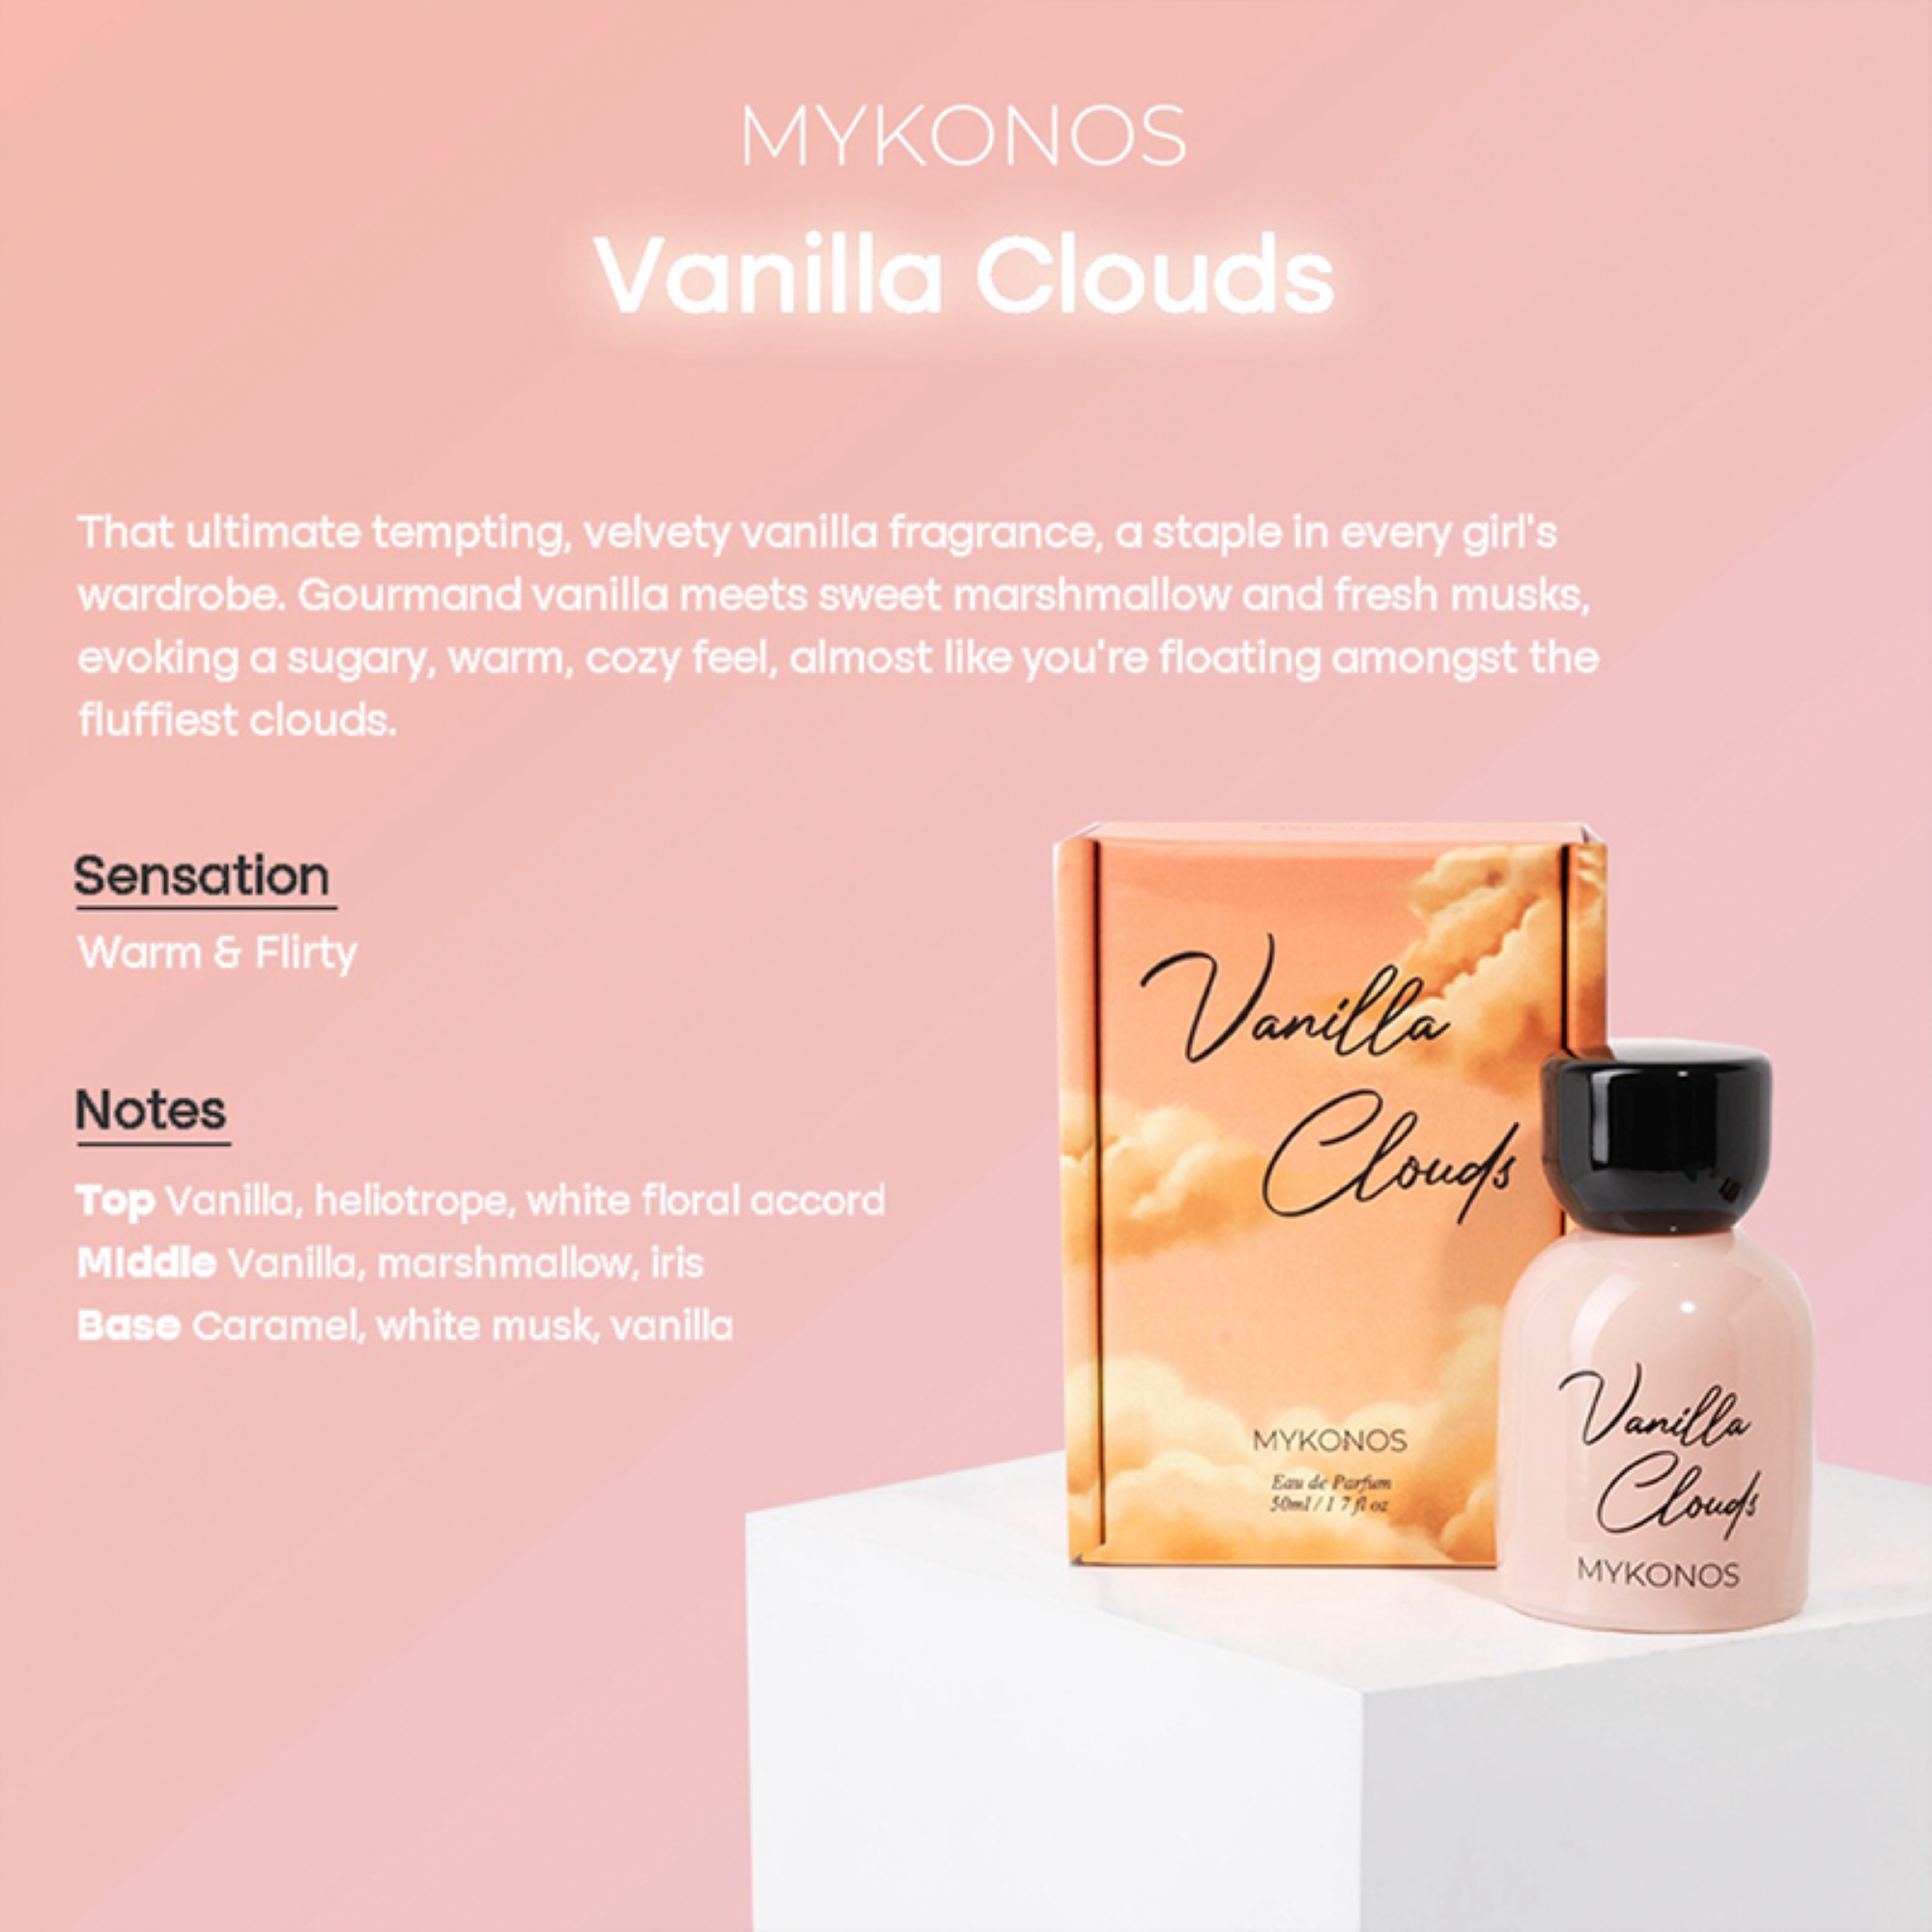 MYKONOS
Vanilla Clouds
That ultimate tempting, velvety vanilla fragrance, a staple in every girl's
wardrobe. Gourmand vanilla meets sweet marshmallow and fresh musks,
evoking a sugary, warm, cozy feel, almost like you're floating amongst the
fluffiest clouds.
Sensation
Warm & Flirty
Notes
Top Vanilla, heliotrope, white floral accord
MIddle Vanilla, marshmallow, iris
Base Caramel, white musk, vanilla
Vanilla
Clouds
MYKONOS
Eau de Parfum
50ml / 1 7 fl oz
Vanilla
Clouds
MYKONOS